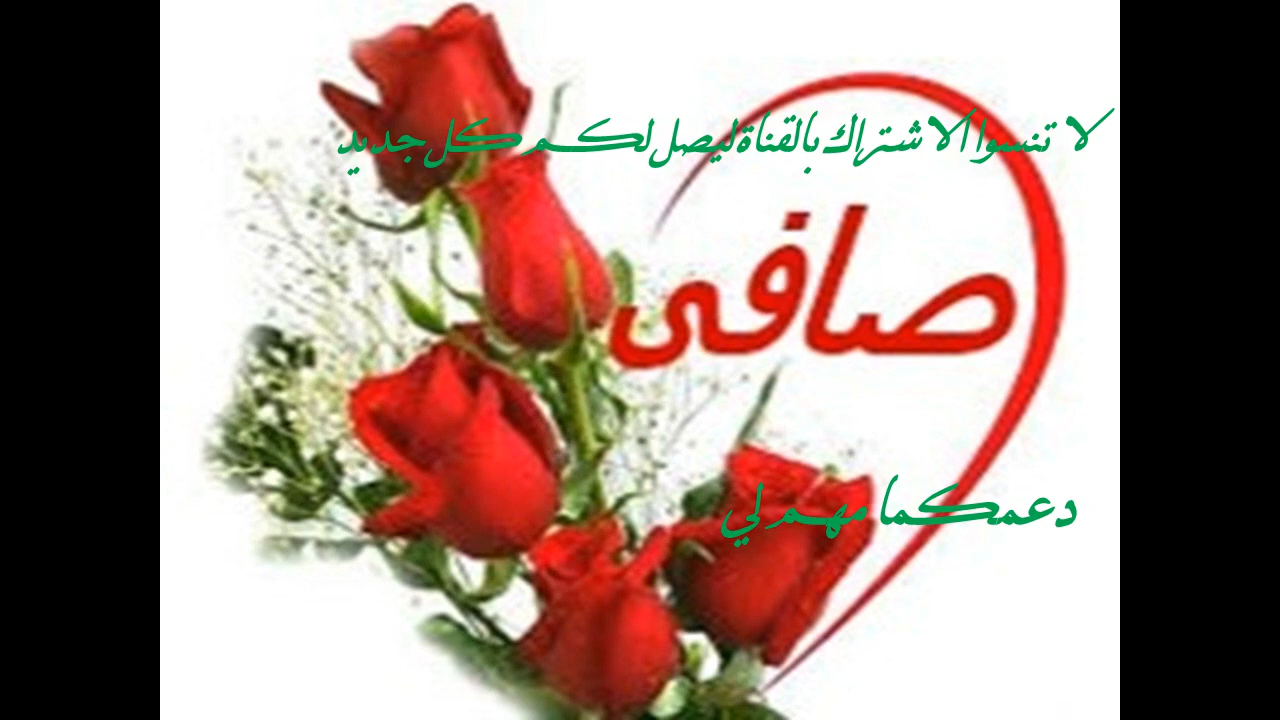 لا تنسوا الاشتراك بالقناة ليصل لكم كل جديد
صافى
دعمكما مهم لي